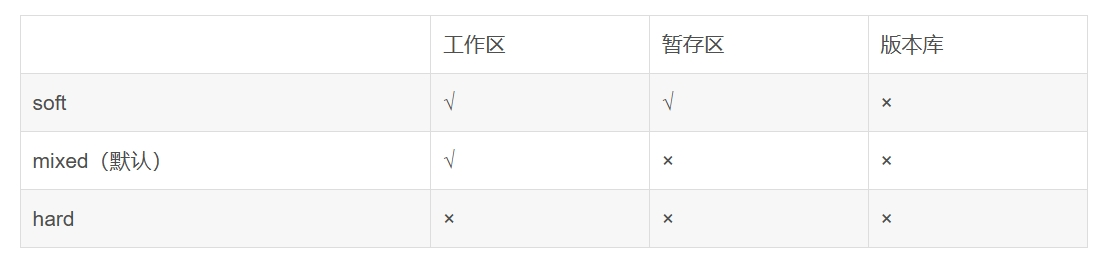 工作区 暂存区 版本库
soft √ √ ×
mixed（默认） √ × ×
hard × × ×